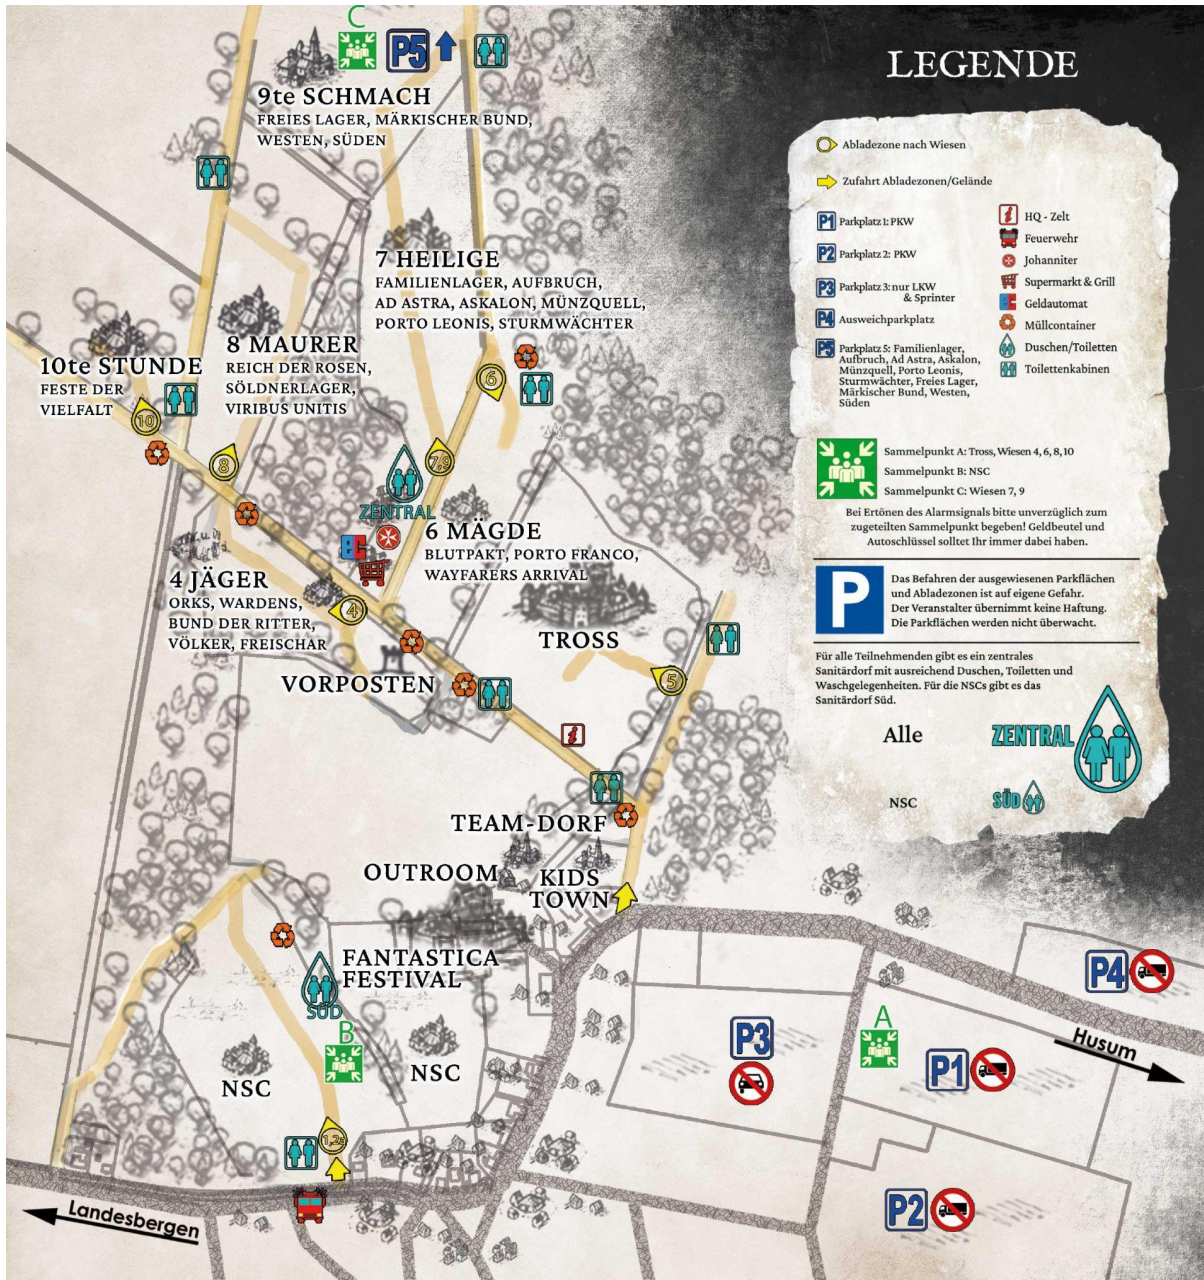 C
P5
9te SCHMACH
FREIES LAGER, MÄRKISCHER BUND,
WESTEN, SÜDEN
7 HEILIGE
FAMILIENLAGER, AUFBRUCH,
AD ASTRA, ASKALON, MÜNZQUELL,
PORTO LEONIS, STURMWÄCHTER
8 MAURER
REICH DER ROSEN,
SÖLDNERLAGER,
VIRIBUS UNITIS
10te STUNDE
FESTE DER
VIELFALT
6
10
8
7,9
ZENTRAL
EC
6 MÄGDE
BLUTPAKT, PORTO FRANCO,
WAYFARERS ARRIVAL
4 JÄGER
ORKS, WARDENS,
BUND DER RITTER,
VÖLKER, FREISCHAR
4
TROSS
5
VORPOSTEN
i
TEAM-DORF
OUTROOM
KIDS
TOWN
FANTASTICA
FESTIVAL
SÜD
B
NSC
NSC
Landesbergen
P3
A
P1
P4
Husum
P2
LEGENDE
Abladezone nach Wiesen
Zufahrt Abladezonen/Gelände
P1 Parkplatz 1: PKW
P2 Parkplatz 2: PKW
P3 Parkplatz 3: nur LKW
& Sprinter
P4 Ausweichparkplatz
P5 Parkplatz 5: Familienlager,
Aufbruch, Ad Astra, Askalon,
Münzquell, Porto Leonis,
Sturmwächter, Freies Lager,
Märkischer Bund, Westen,
Süden
i HQ - Zelt
Feuerwehr
Johanniter
Supermarkt & Grill
EC Geldautomat
Müllcontainer
Duschen/Toiletten
Toilettenkabinen
Sammelpunkt A: Tross, Wiesen 4, 6, 8, 10
Sammelpunkt B: NSC
Sammelpunkt C: Wiesen 7, 9
Bei Ertönen des Alarmsignals bitte unverzüglich zum
zugeteilten Sammelpunkt begeben! Geldbeutel und
Autoschlüssel solltet Ihr immer dabei haben.
P
Das Befahren der ausgewiesenen Parkflächen
und Abladezonen ist auf eigene Gefahr.
Der Veranstalter übernimmt keine Haftung.
Die Parkflächen werden nicht überwacht.
Für alle Teilnehmenden gibt es ein zentrales
Sanitärdorf mit ausreichend Duschen, Toiletten und
Waschgelegenheiten. Für die NSCs gibt es das
Sanitärdorf Süd.
Alle ZENTRAL
NSC SÜD